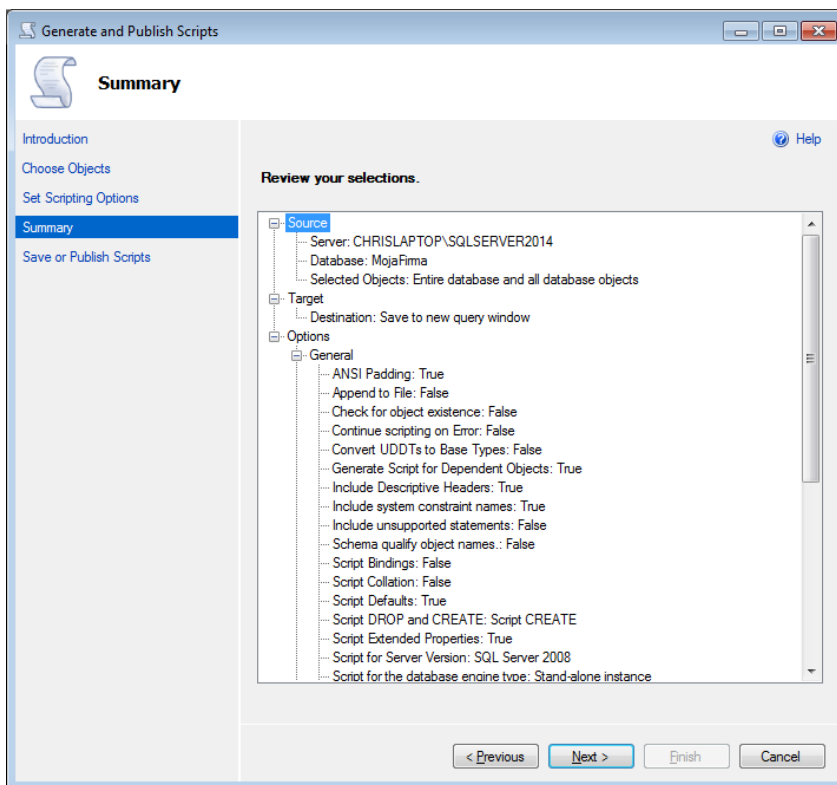 Generate and Publish Scripts
Summary
Introduction
Choose Objects
Set Scripting Options
Summary
Save or Publish Scripts
Help
Review your selections.
Source
Server: CHRISLAPTOP\SQLSERVER2014
Database: MojaFirma
Selected Objects: Entire database and all database objects
Target
Destination: Save to new query window
Options
General
ANSI Padding: True
Append to File: False
Check for object existence: False
Continue scripting on Error: False
Convert UDDTs to Base Types: False
Generate Script for Dependent Objects: True
Include Descriptive Headers: True
Include system constraint names: True
Include unsupported statements: False
Schema qualify object names.: False
Script Bindings: False
Script Collation: False
Script Defaults: True
Script DROP and CREATE: Script CREATE
Script Extended Properties: True
Script for Server Version: SQL Server 2008
Script for the database engine type: Stand-alone instance
< Previous
Next >
Finish
Cancel